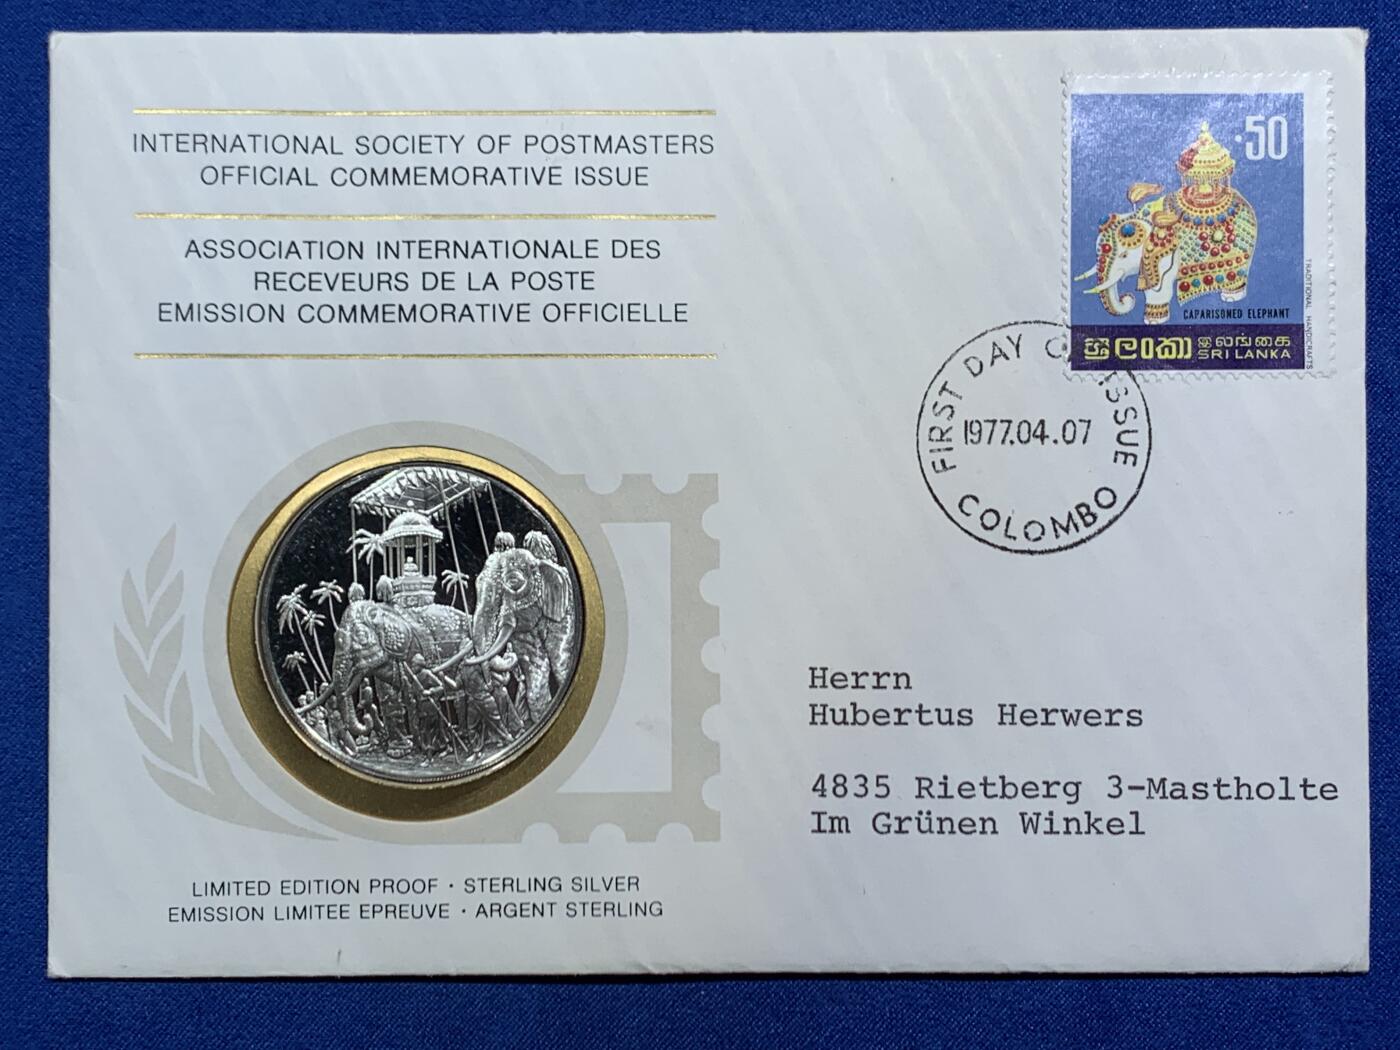 INTERNATIONAL SOCIETY OF POSTMASTERS
OFFICIAL COMMEMORATIVE ISSUE
ASSOCIATION INTERNATIONALE DES
RECEVEURS DE LA POSTE
EMISSION COMMEMORATIVE OFFICIELLE
.50
CAPARISONED ELEPHANT
TRADITIONAL HANDICRAFTS
ශ්‍රී ලංකා
இலங்கை
SRI LANKA
FIRST DAY OF ISSUE
1977.04.07
COLOMBO
Herrn
Hubertus Herwers
4835 Rietberg 3-Mastholte
Im Grünen Winkel
LIMITED EDITION PROOF · STERLING SILVER
EMISSION LIMITEE EPREUVE · ARGENT STERLING